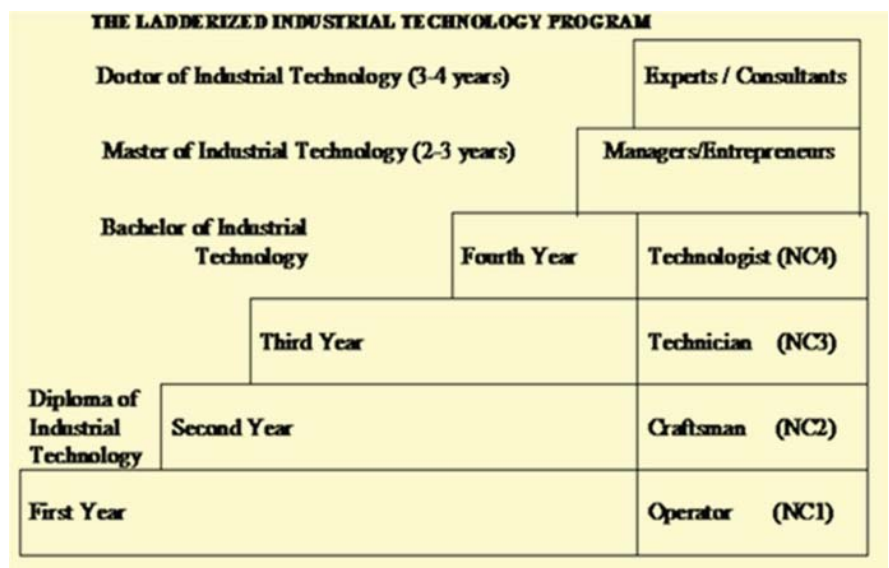 THE LADDERIZED INDUSTRIAL TECHNOLOGY PROGRAM
Doctor of Industrial Technology (3-4 years)
Experts / Consultants
Master of Industrial Technology (2-3 years)
Managers/Entrepreneurs
Bachelor of Industrial
Technology
Fourth Year
Technologist (NC4)
Third Year
Technician (NC3)
Diploma of
Industrial
Technology
Second Year
Craftsman (NC2)
First Year
Operator (NC1)